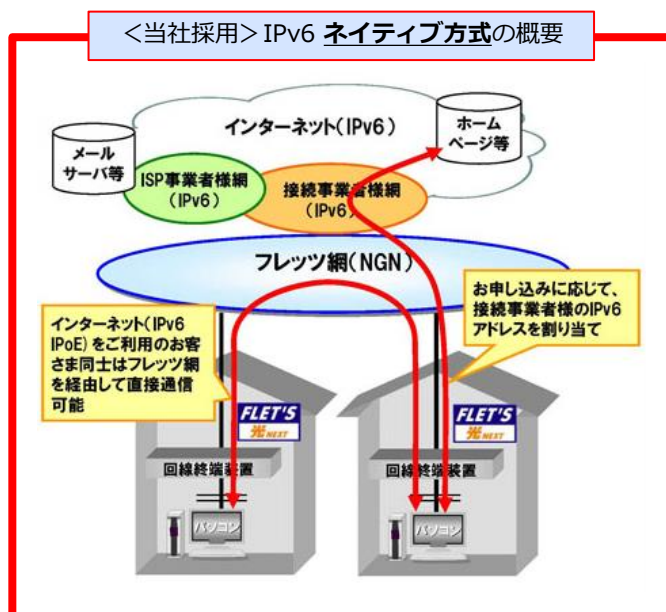 ＜当社採用＞IPv6 ネイティブ方式の概要
インターネット(IPv6)
ホーム
ページ等
メール
サーバ等
ISP事業者様網
(IPv6)
接続事業者様網
(IPv6)
フレッツ網(NGN)
お申し込みに応じて、
接続事業者様のIPv6
アドレスを割り当て
インターネット(IPv6
IPoE)をご利用のお客
さま同士はフレッツ網
を経由して直接通信
可能
FLET'S
光NEXT
FLET'S
光NEXT
回線終端装置
回線終端装置
パソコン
パソコン